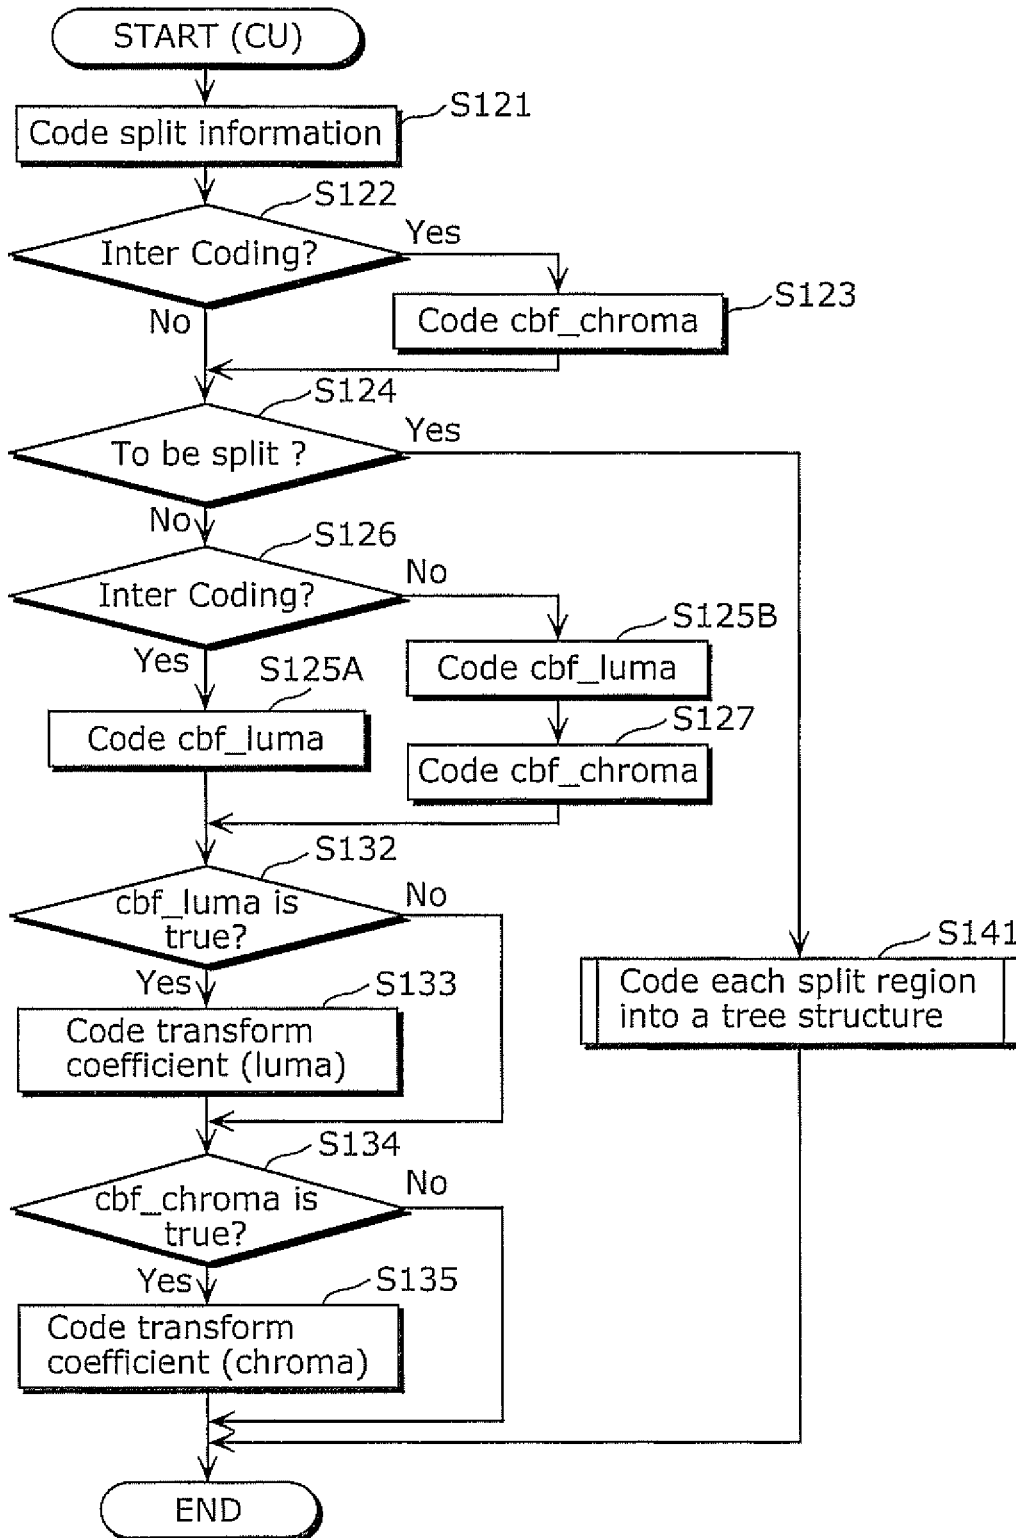 START (CU)
S121
Code split information
S122
Inter Coding?
Yes
No
S123
Code cbf_chroma
S124
To be split ?
Yes
No
S126
Inter Coding?
No
Yes
S125B
Code cbf_luma
S125A
Code cbf_luma
S127
Code cbf_chroma
S132
cbf_luma is
true?
No
Yes
S133
Code transform
coefficient (luma)
S141
Code each split region
into a tree structure
S134
cbf_chroma is
true?
No
Yes
S135
Code transform
coefficient (chroma)
END